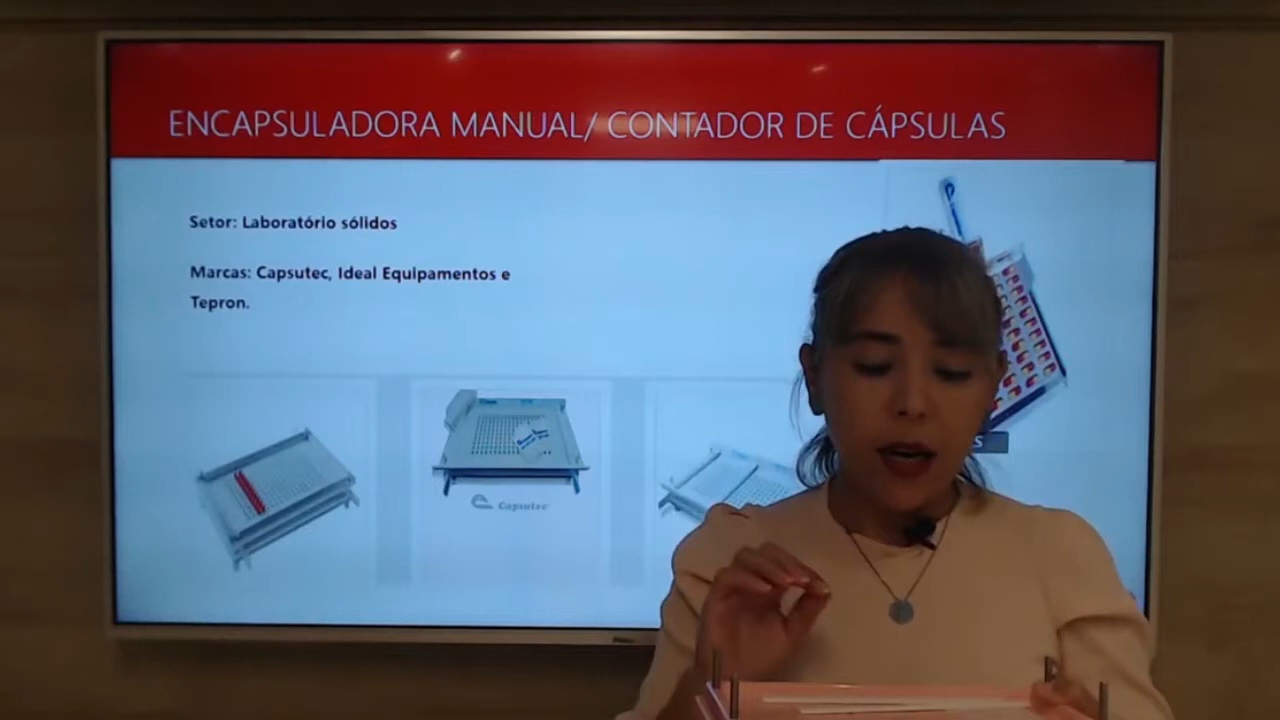 ENCAPSULADORA MANUAL/ CONTADOR DE CÁPSULAS
Setor: Laboratório sólidos
Marcas: Capsutec, Ideal Equipamentos e
Tepron.
Capsutec